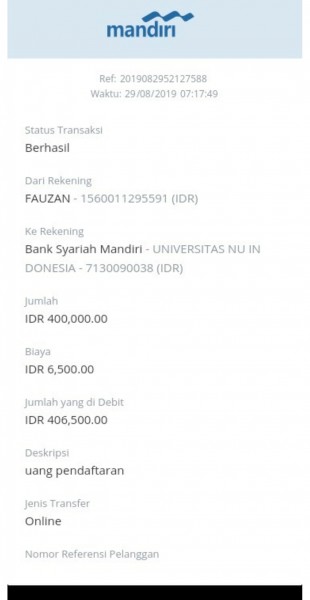 mandiri
Ref: 2019082952127588
Waktu: 29/08/2019 07:17:49
Status Transaksi
Berhasil
Dari Rekening
FAUZAN - 1560011295591 (IDR)
Ke Rekening
Bank Syariah Mandiri - UNIVERSITAS NU IN
DONESIA - 7130090038 (IDR)
Jumlah
IDR 400,000.00
Biaya
IDR 6,500.00
Jumlah yang di Debit
IDR 406,500.00
Deskripsi
uang pendaftaran
Jenis Transfer
Online
Nomor Referensi Pelanggan